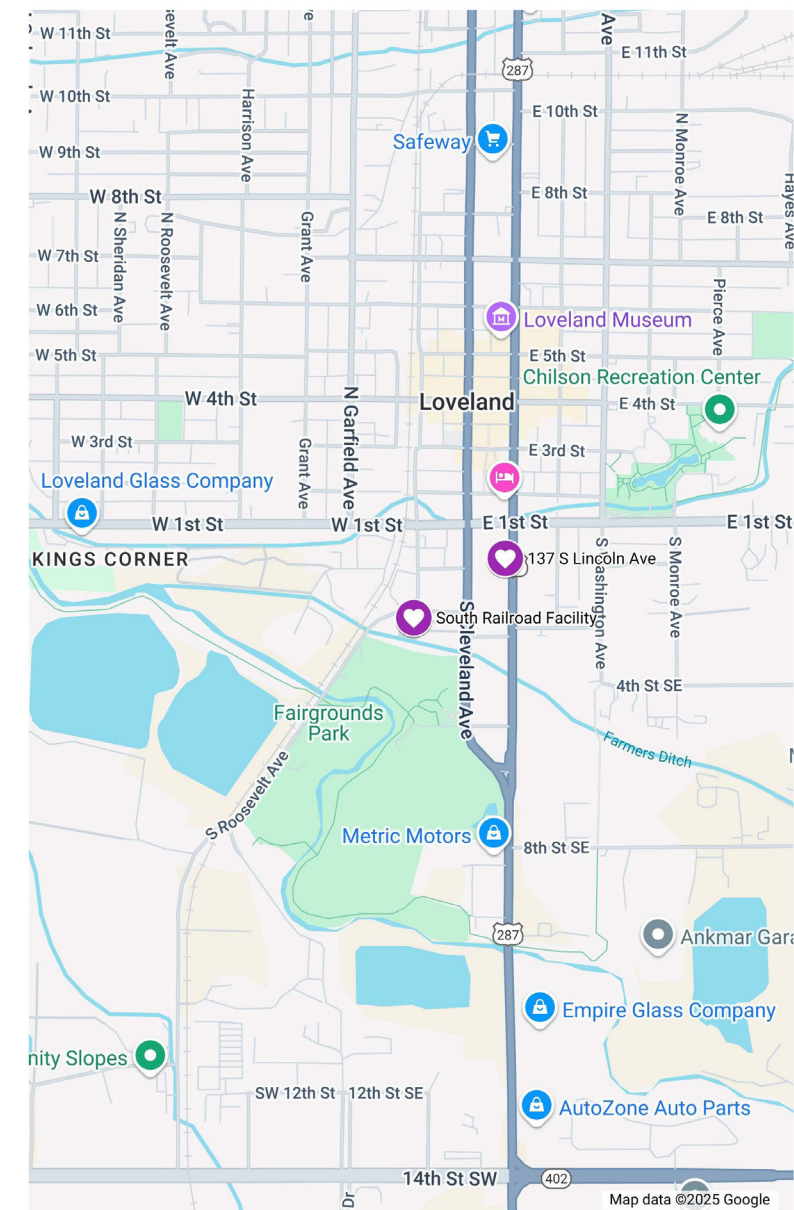 W 11th St
E 11th St
287
W 10th St
E 10th St
Harrison Ave
N Monroe Ave
Safeway
W 9th St
W 8th St
E 8th St
Hayes Ave
E 8th St
N Sheridan Ave
N Roosevelt Ave
Grant Ave
W 7th St
Pierce Ave
W 6th St
Loveland Museum
W 5th St
E 5th St
Chilson Recreation Center
W 4th St
N Garfield Ave
Loveland
E 4th St
W 3rd St
Grant Ave
E 3rd St
Loveland Glass Company
W 1st St
W 1st St
E 1st St
E 1st St
KINGS CORNER
137 S Lincoln Ave
S Washington Ave
S Monroe Ave
South Railroad Facility
S Cleveland Ave
4th St SE
Fairgrounds
Park
Farmers Ditch
S Roosevelt Ave
Metric Motors
8th St SE
287
Ankmar Gara
Empire Glass Company
nity Slopes
SW 12th St
12th St SE
AutoZone Auto Parts
14th St SW
402
Dr
Map data ©2025 Google